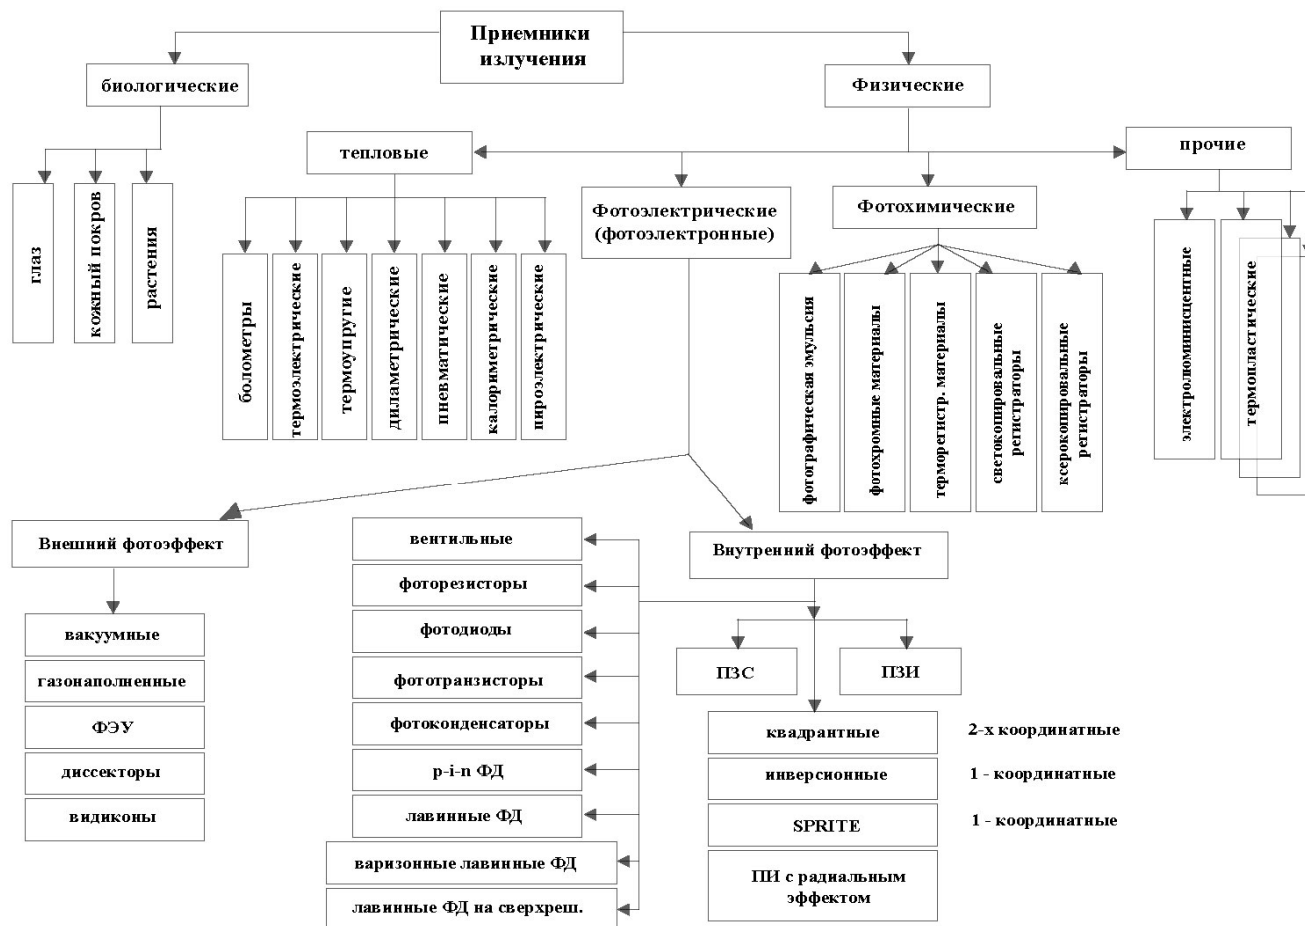 Приемники
излучения
биологические
Физические
глаз
кожный покров
растения
тепловые
прочие
Фотоэлектрические
(фотоэлектронные)
Фотохимические
болометры
термоэлектрические
термоупругие
диламетрические
пневматические
калориметрические
пироэлектрические
фотографическая эмульсия
фотохромные материалы
терморегистр. материалы
светокопировальные
регистраторы
ксерокопировальные
регистраторы
электролюминисцентные
термопластические
Внешний фотоэффект
вакуумные
газонаполненные
ФЭУ
диссекторы
видиконы
Внутренний фотоэффект
вентильные
фоторезисторы
фотодиоды
фототранзисторы
фотоконденсаторы
p-i-n ФД
лавинные ФД
варизонные лавинные ФД
лавинные ФД на сверхреш.
ПЗС
ПЗИ
квадрантные
2-х координатные
инверсионные
1 - координатные
SPRITE
1 - координатные
ПИ с радиальным
эффектом